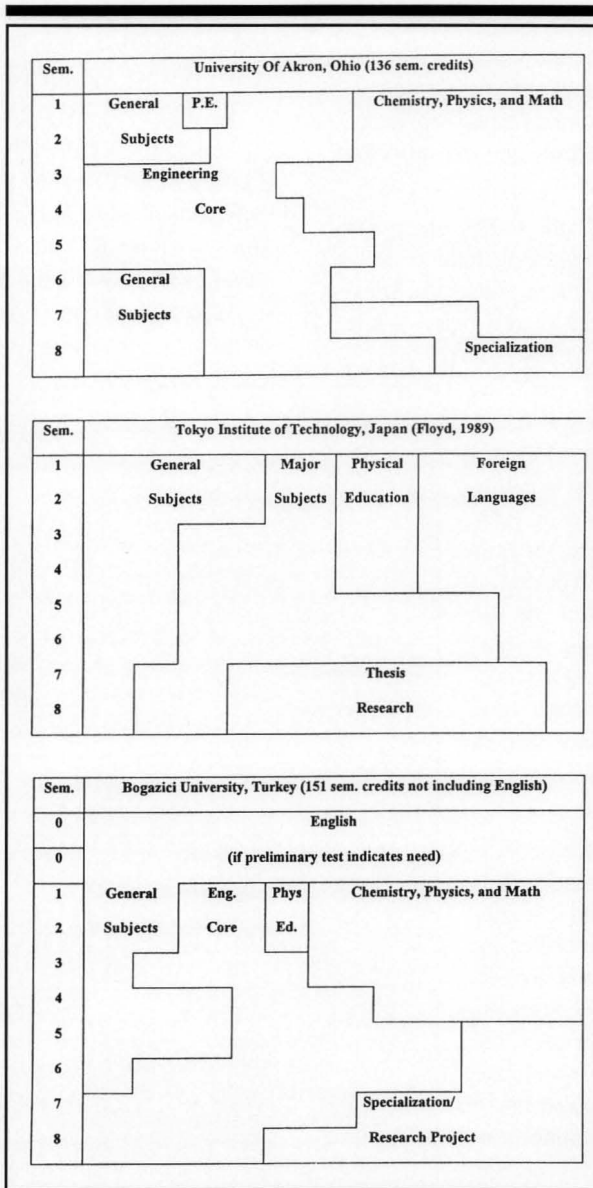 Sem. University Of Akron, Ohio (136 sem. credits)
1 General P.E. Chemistry, Physics, and Math
2 Subjects
3 Engineering
4 Core
5
6 General
7 Subjects
8 Specialization
Sem. Tokyo Institute of Technology, Japan (Floyd, 1989)
1 General Major Physical Foreign
2 Subjects Subjects Education Languages
3
4
5
6
7 Thesis
8 Research
Sem. Bogazici University, Turkey (151 sem. credits not including English)
0 English
0 (if preliminary test indicates need)
1 General Eng. Phys Chemistry, Physics, and Math
2 Subjects Core Ed.
3
4
5
6
7 Specialization/
8 Research Project